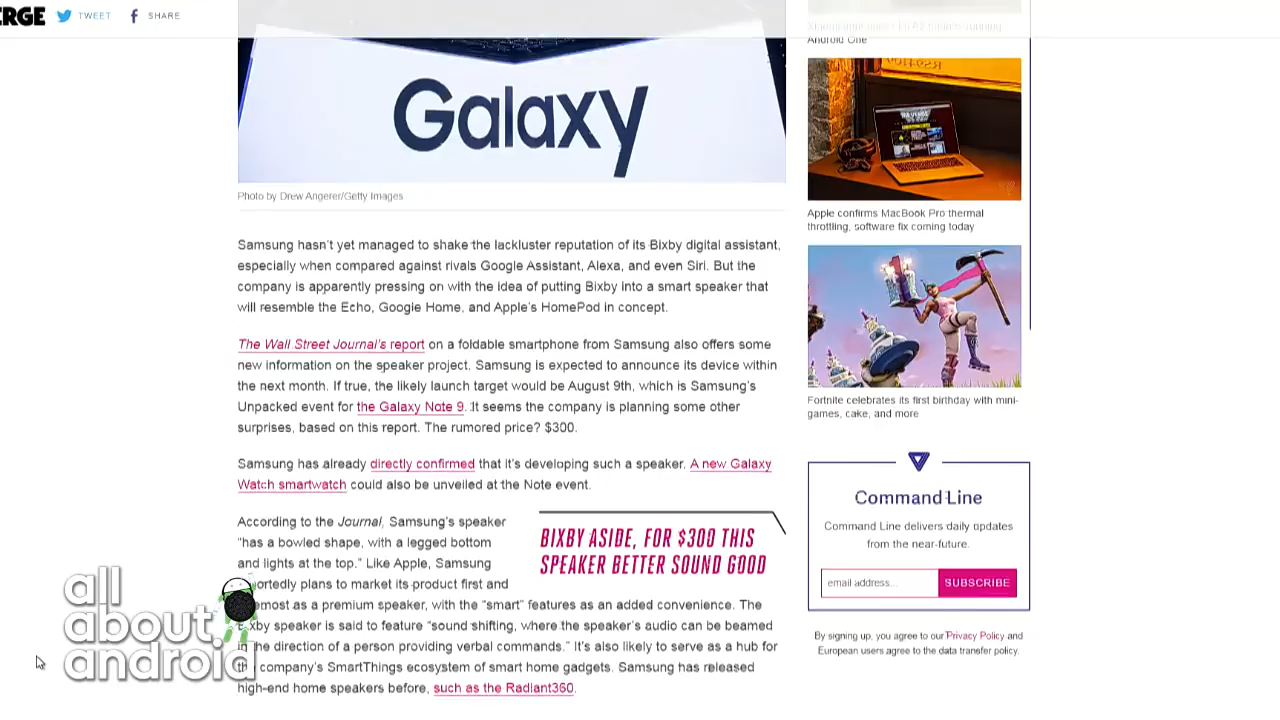 ERGE
TWEET
SHARE
Galaxy
Photo by Drew Angerer/Getty Images
Samsung hasn't yet managed to shake the lackluster reputation of its Bixby digital assistant,
especially when compared against rivals Google Assistant, Alexa, and even Siri. But the
company is apparently pressing on with the idea of putting Bixby into a smart speaker that
will resemble the Echo, Google Home, and Apple's HomePod in concept.
The Wall Street Journal's report on a foldable smartphone from Samsung also offers some
new information on the speaker project. Samsung is expected to announce its device within
the next month. If true, the likely launch target would be August 9th, which is Samsung's
Unpacked event for the Galaxy Note 9. It seems the company is planning some other
surprises, based on this report. The rumored price? $300.
Samsung has already directly confirmed that it's developing such a speaker. A new Galaxy
Watch smartwatch could also be unveiled at the Note event.
According to the Journal, Samsung's speaker
"has a bowled shape, with a legged bottom
and lights at the top." Like Apple, Samsung
ortedly plans to market its product first and
emost as a premium speaker, with the "smart" features as an added convenience. The
xby speaker is said to feature "sound shifting, where the speaker's audio can be beamed
in the direction of a person providing verbal commands." It's also likely to serve as a hub for
the company's SmartThings ecosystem of smart home gadgets. Samsung has released
high-end home speakers before, such as the Radiant360.
BIXBY ASIDE, FOR $300 THIS
SPEAKER BETTER SOUND GOOD
Android One
Apple confirms MacBook Pro thermal
throttling, software fix coming today
Fortnite celebrates its first birthday with mini-
games, cake, and more
Command Line
Command Line delivers daily updates
from the near-future.
email address...
SUBSCRIBE
By signing up, you agree to our Privacy Policy and
European users agree to the data transfer policy.
all
about
android